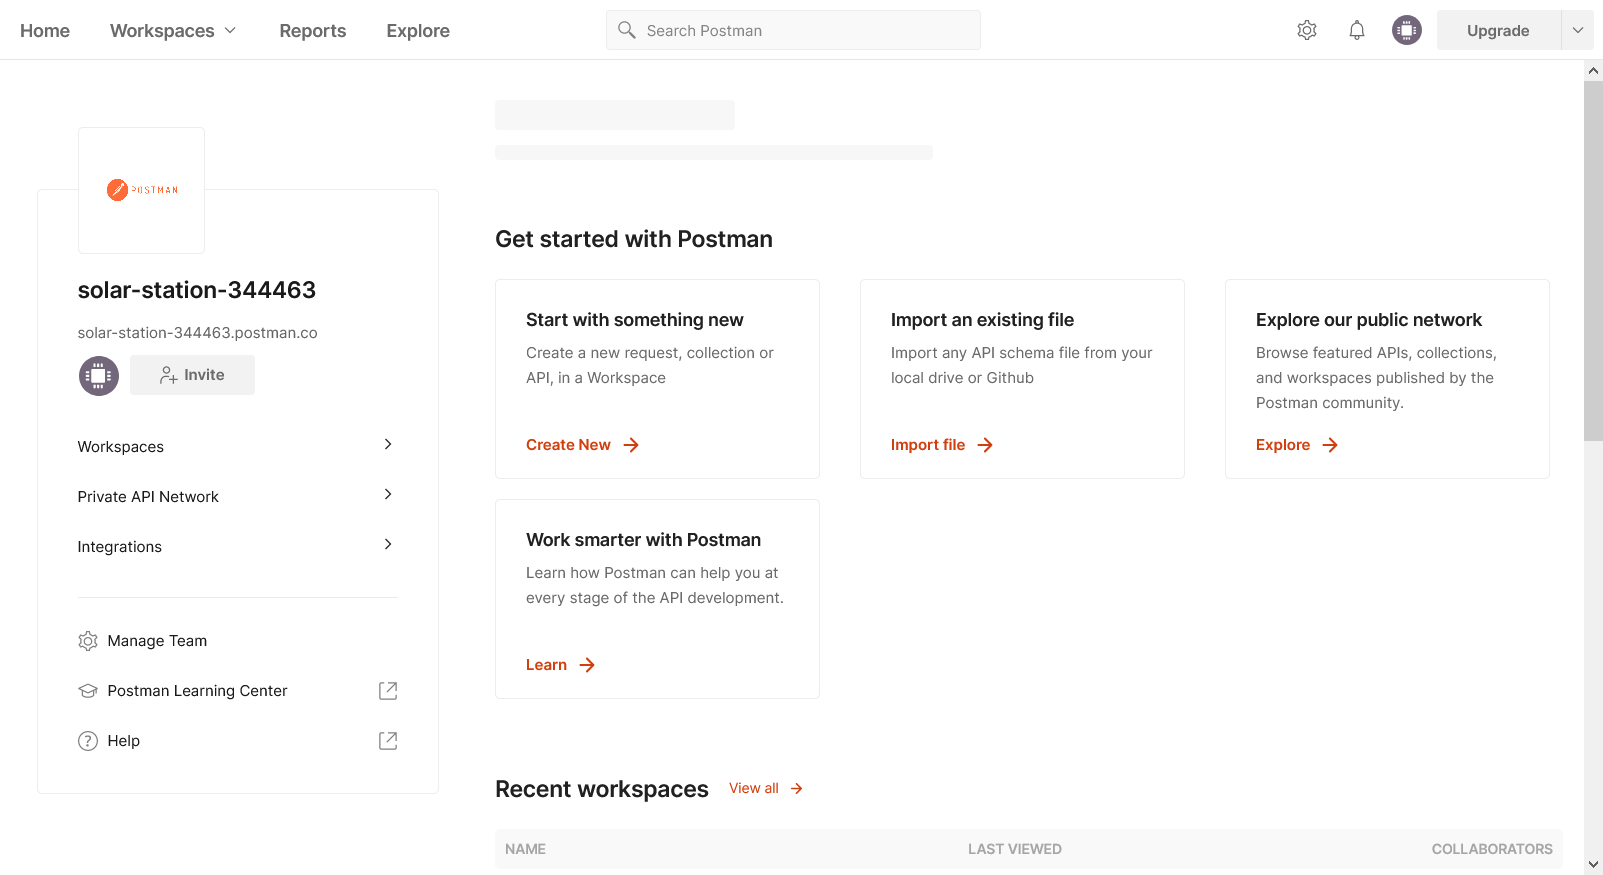 Home Workspaces Reports Explore Search Postman Upgrade
POSTMAN
solar-station-344463
solar-station-344463.postman.co
Invite
Workspaces
Private API Network
Integrations
Manage Team
Postman Learning Center
Help
Get started with Postman
Start with something new
Create a new request, collection or
API, in a Workspace
Create New
Import an existing file
Import any API schema file from your
local drive or Github
Import file
Explore our public network
Browse featured APIs, collections,
and workspaces published by the
Postman community.
Explore
Work smarter with Postman
Learn how Postman can help you at
every stage of the API development.
Learn
Recent workspaces View all
NAME LAST VIEWED COLLABORATORS